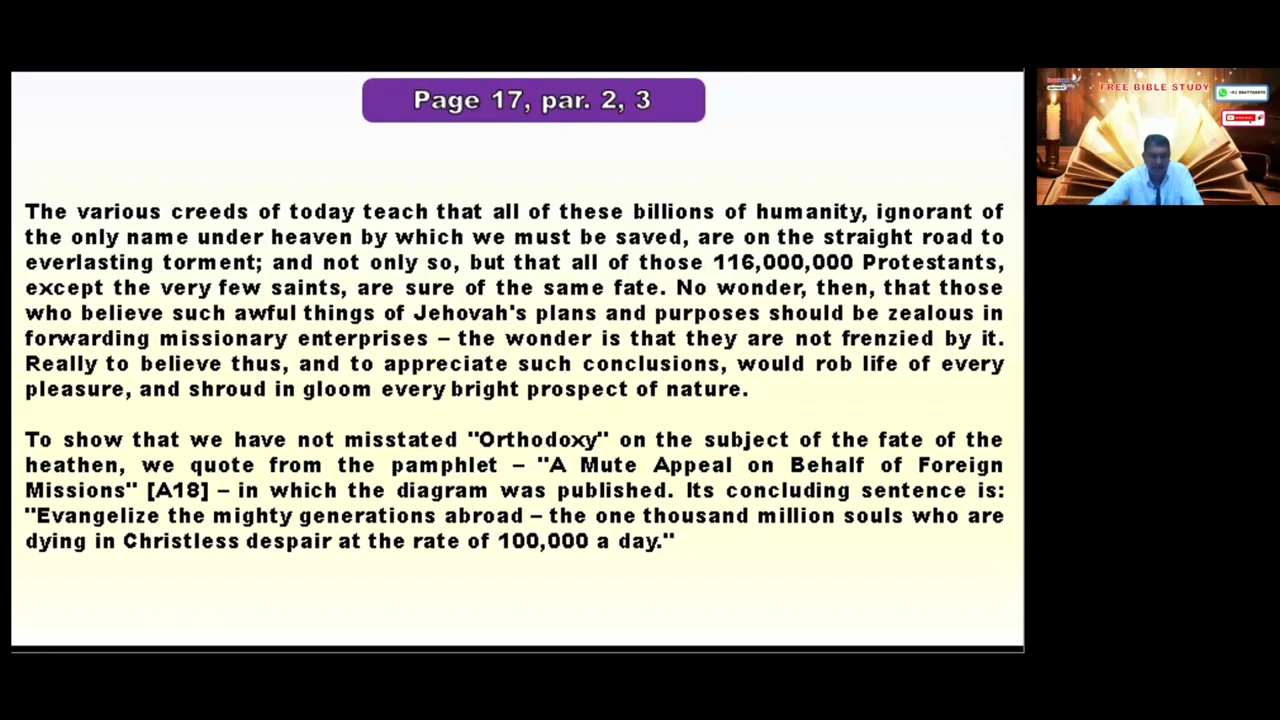 Page 17, par. 2, 3
FREE BIBLE STUDY
The various creeds of today teach that all of these billions of humanity, ignorant of
the only name under heaven by which we must be saved, are on the straight road to
everlasting torment; and not only so, but that all of those 116,000,000 Protestants,
except the very few saints, are sure of the same fate. No wonder, then, that those
who believe such awful things of Jehovah's plans and purposes should be zealous in
forwarding missionary enterprises – the wonder is that they are not frenzied by it.
Really to believe thus, and to appreciate such conclusions, would rob life of every
pleasure, and shroud in gloom every bright prospect of nature.
To show that we have not misstated "Orthodoxy" on the subject of the fate of the
heathen, we quote from the pamphlet – "A Mute Appeal on Behalf of Foreign
Missions" [A18] – in which the diagram was published. Its concluding sentence is:
"Evangelize the mighty generations abroad – the one thousand million souls who are
dying in Christless despair at the rate of 100,000 a day."